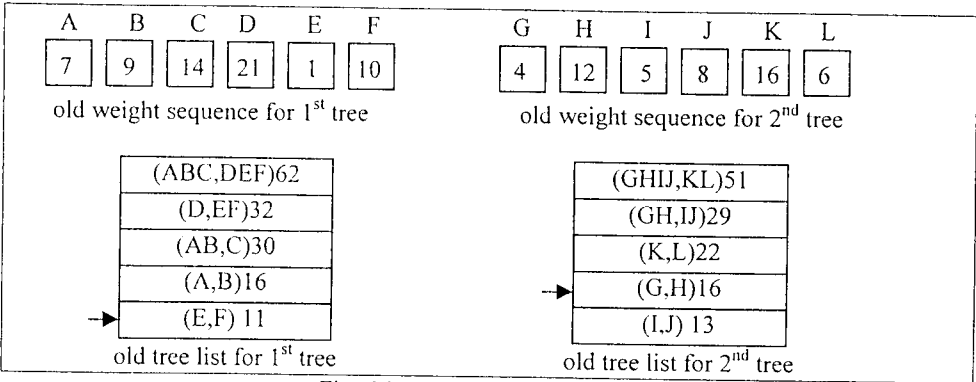 A B C D E F
7 9 14 21 1 10
old weight sequence for 1st tree
G H I J K L
4 12 5 8 16 6
old weight sequence for 2nd tree
(ABC,DEF)62
(D,EF)32
(AB,C)30
(A,B)16
(E,F) 11
old tree list for 1st tree
(GHIJ,KL)51
(GH,IJ)29
(K,L)22
(G,H)16
(I,J) 13
old tree list for 2nd tree